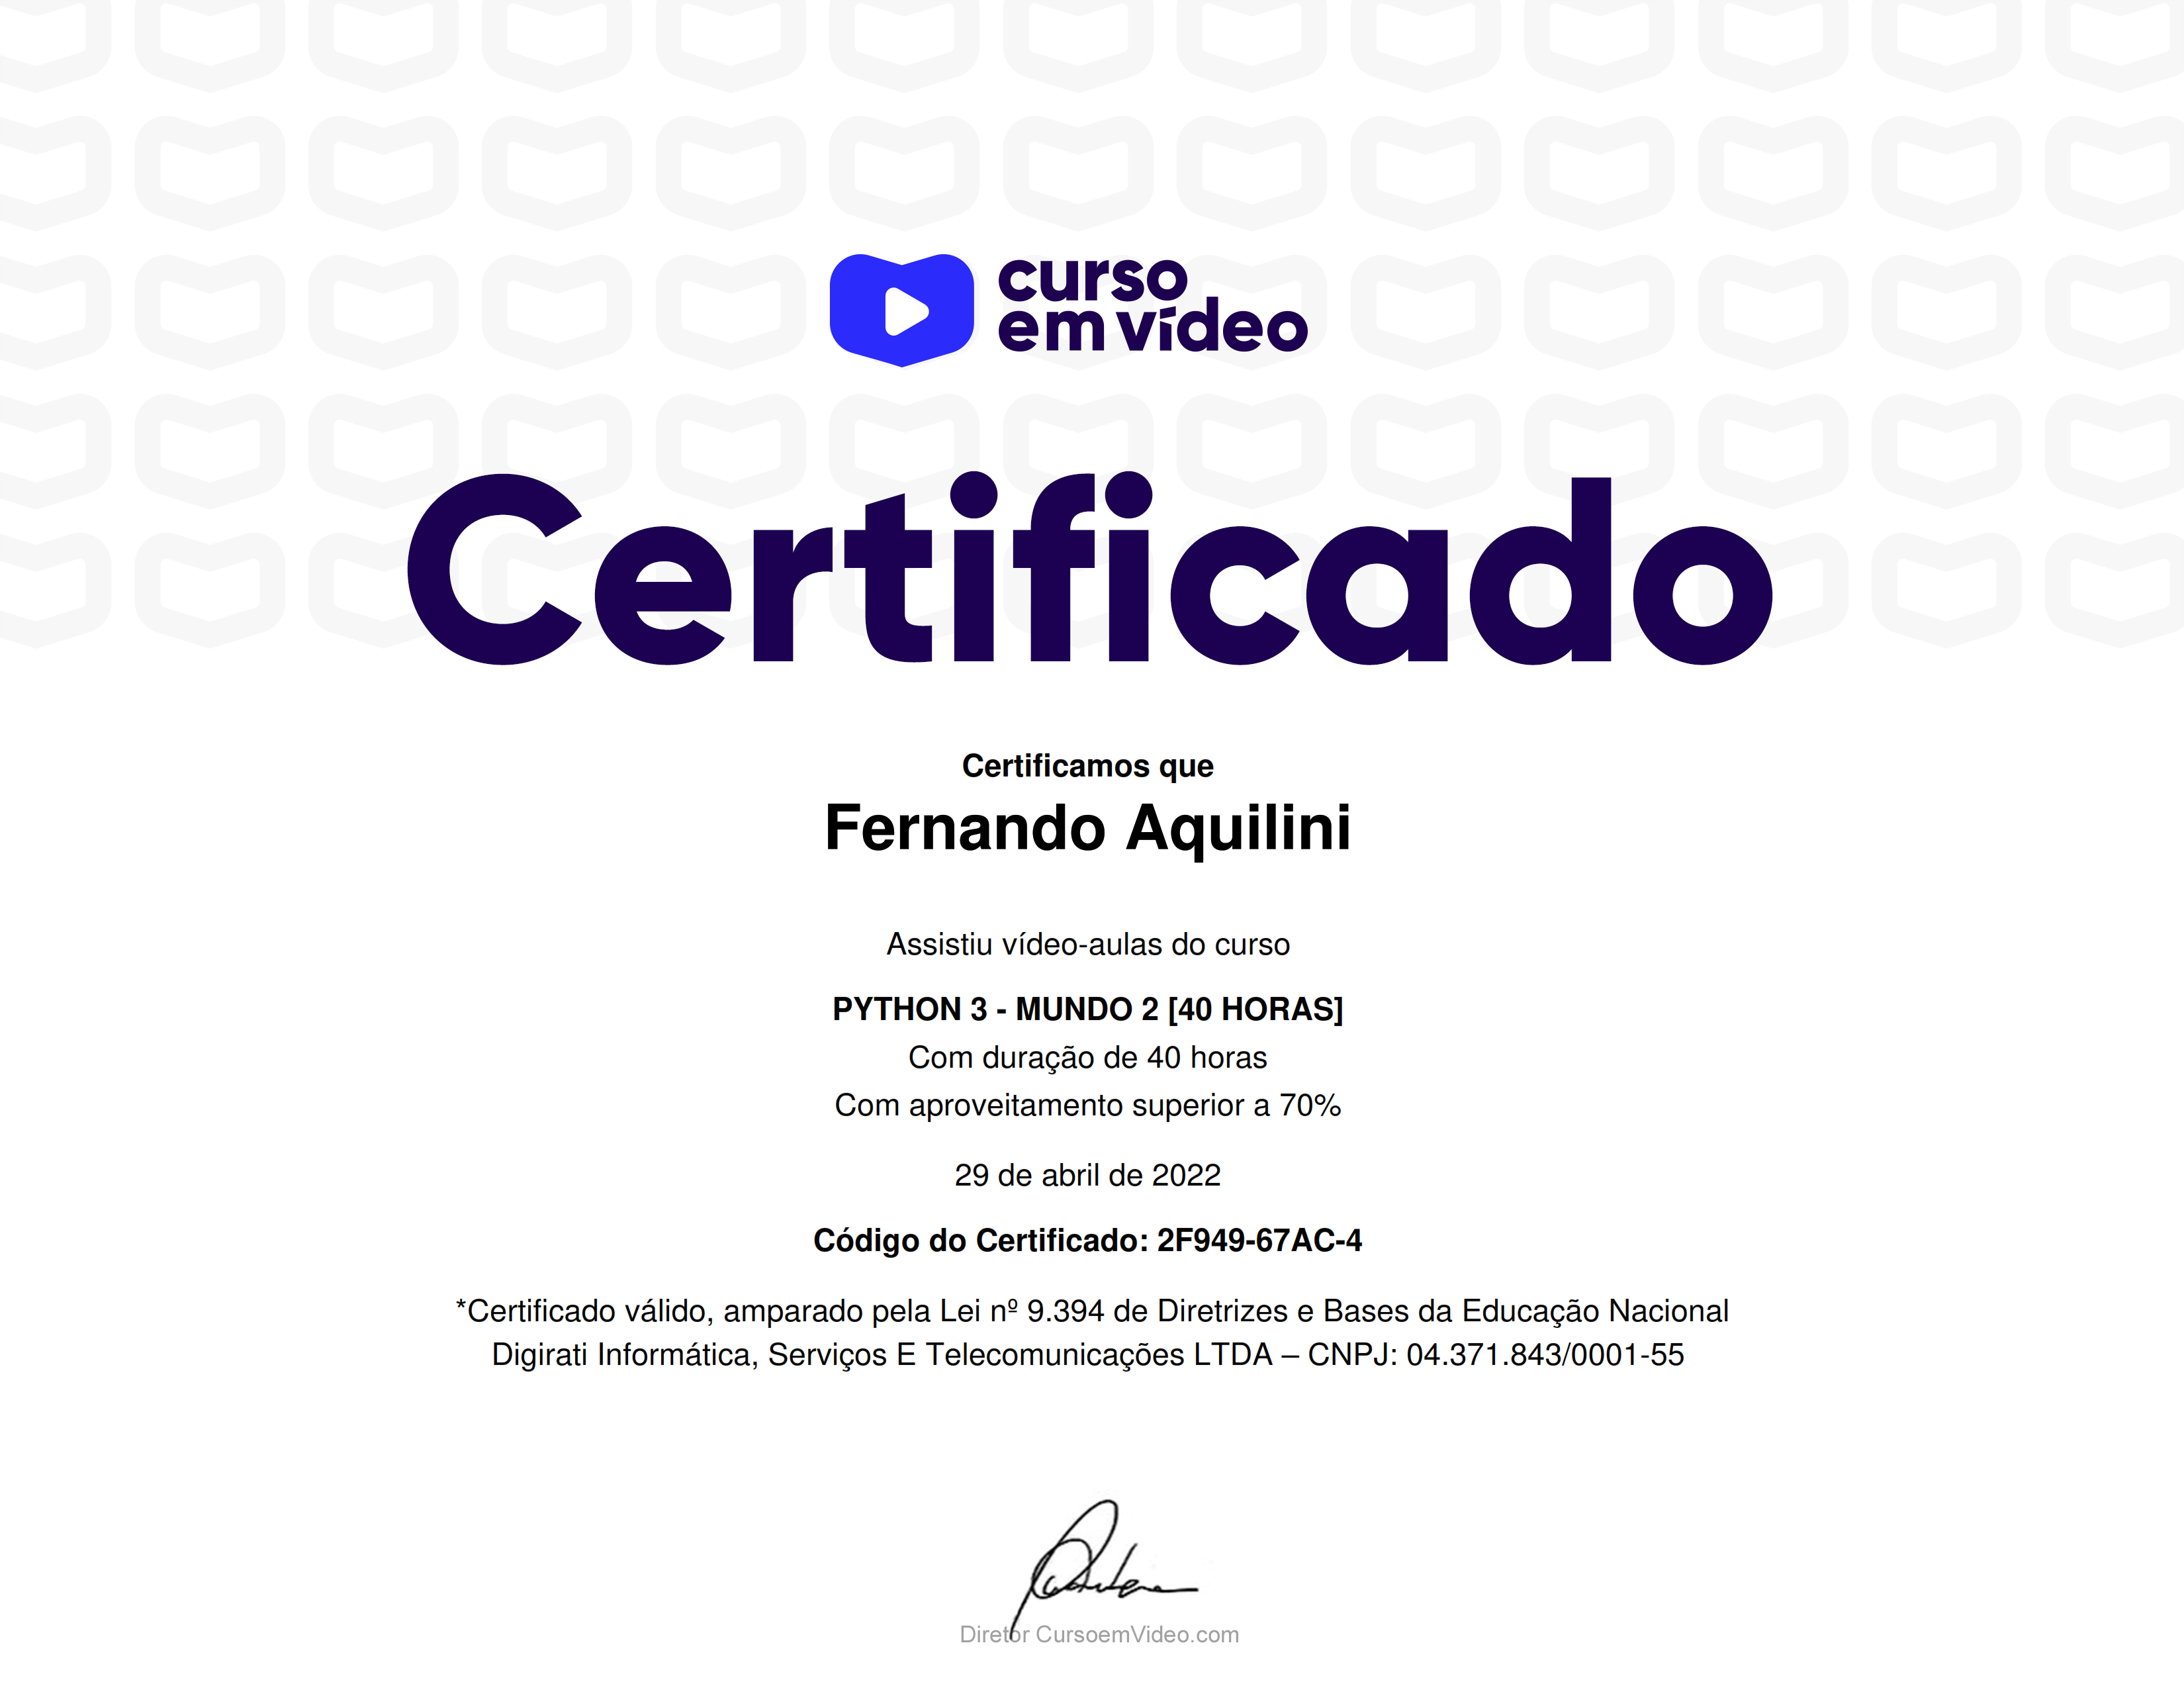 curso
em vídeo
Certificado
Certificamos que
Fernando Aquilini
Assistiu vídeo-aulas do curso
PYTHON 3 - MUNDO 2 [40 HORAS]
Com duração de 40 horas
Com aproveitamento superior a 70%
29 de abril de 2022
Código do Certificado: 2F949-67AC-4
*Certificado válido, amparado pela Lei nº 9.394 de Diretrizes e Bases da Educação Nacional
Digirati Informática, Serviços E Telecomunicações LTDA – CNPJ: 04.371.843/0001-55
Diretor CursoemVideo.com